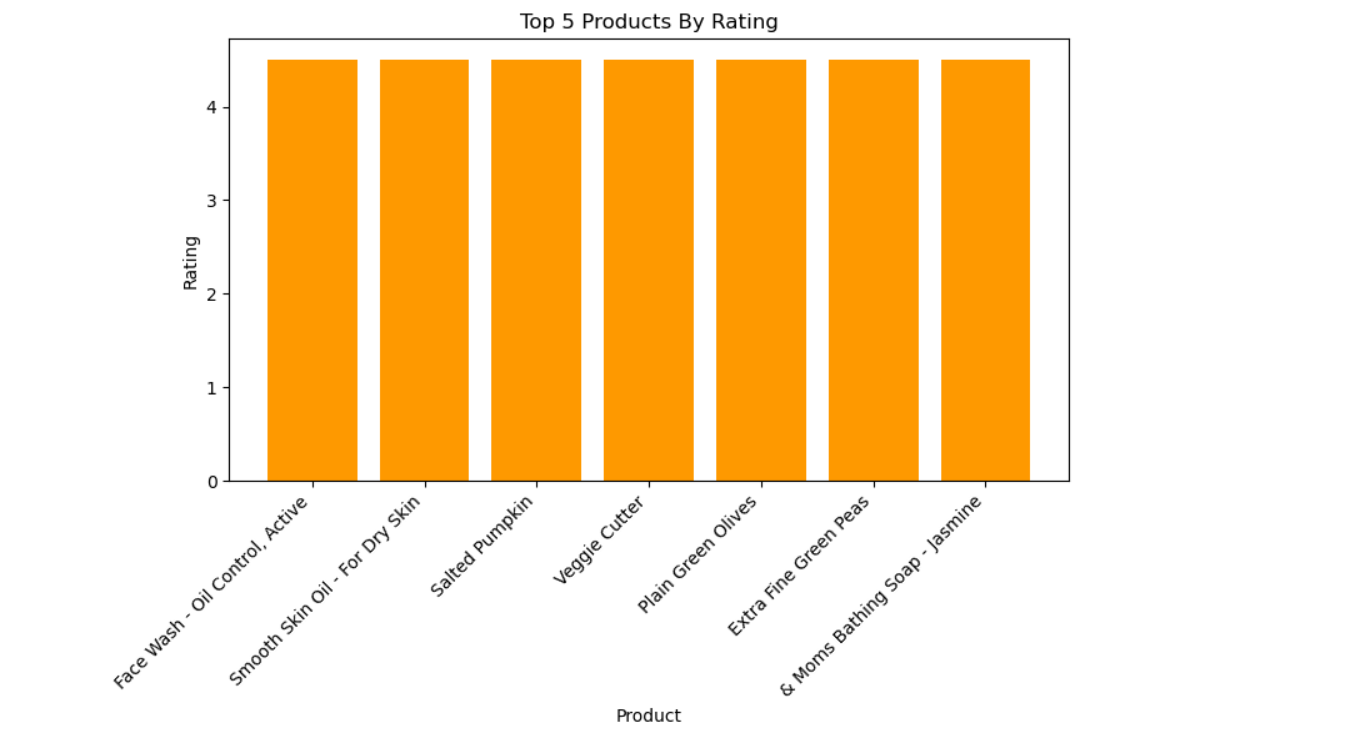 Top 5 Products By Rating
Rating
4
3
2
1
0
Face Wash - Oil Control, Active
Smooth Skin Oil - For Dry Skin
Salted Pumpkin
Veggie Cutter
Plain Green Olives
Extra Fine Green Peas
& Moms Bathing Soap - Jasmine
Product